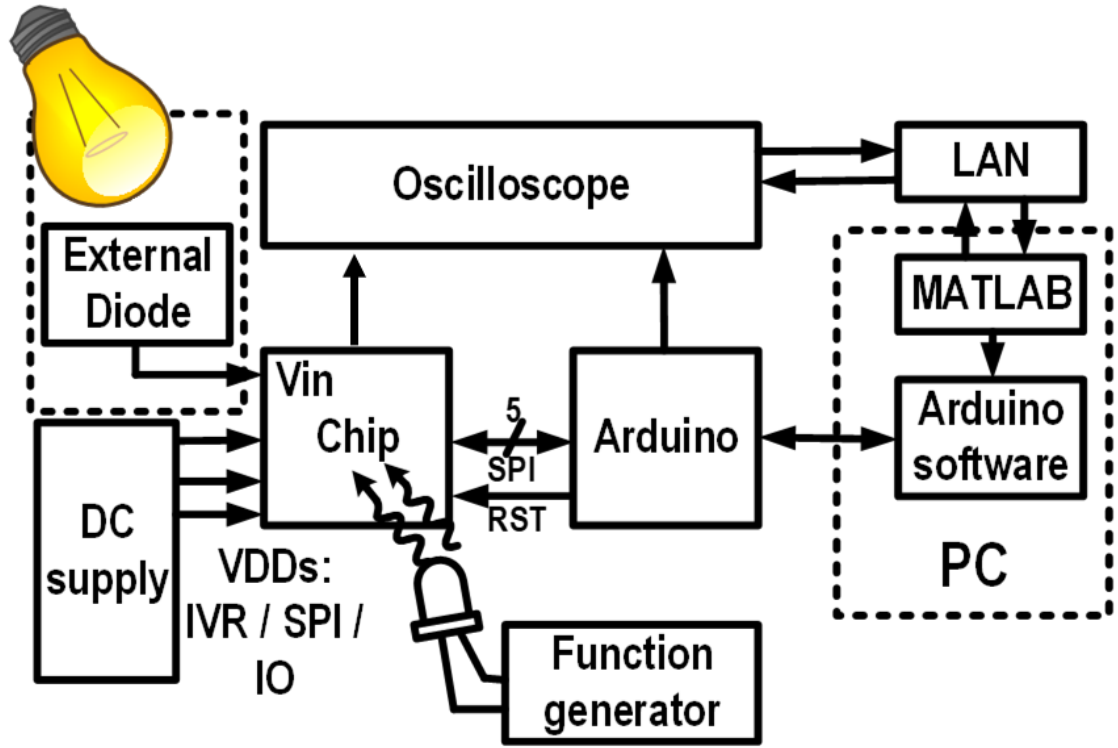 Oscilloscope
LAN
External
Diode
MATLAB
Vin
Chip
5
SPI
RST
Arduino
Arduino
software
PC
DC
supply
VDDs:
IVR / SPI /
IO
Function
generator